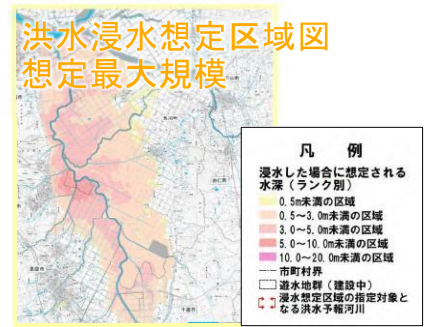 洪水浸水想定区域図
想定最大規模
凡 例
浸水した場合に想定される
水深(ランク別)
0.5m未満の区域
0.5~3.0m未満の区域
3.0~5.0m未満の区域
5.0~10.0m未満の区域
10.0~20.0m未満の区域
市町村界
遊水地群(建設中)
浸水想定区域の指定対象と
なる洪水予報河川